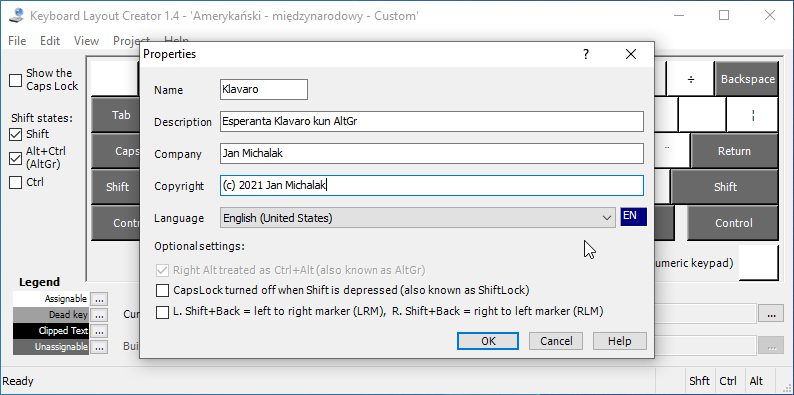 Keyboard Layout Creator 1.4 - 'Amerykański - międzynarodowy - Custom'
File Edit View Project Help
Properties
?
Show the
Caps Lock
÷ Backspace
Name Klavaro
Tab
¦
Shift states:
Description Esperanta Klavaro kun AltGr
Shift
Alt+Ctrl
(AltGr)
Company Jan Michalak
Caps
¨ Return
Ctrl
Copyright (c) 2021 Jan Michalak
Shift
Shift
Language English (United States) EN
Contr
Control
Optional settings:
umeric keypad)
Right Alt treated as Ctrl+Alt (also known as AltGr)
CapsLock turned off when Shift is depressed (also known as ShiftLock)
L. Shift+Back = left to right marker (LRM), R. Shift+Back = right to left marker (RLM)
Legend
Assignable ...
Dead key ...
Cur
...
Clipped Text ...
Unassignable ...
Bui
...
OK Cancel Help
Ready
Shft Ctrl Alt